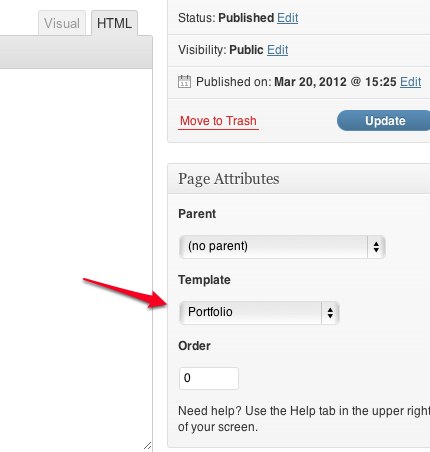 Visual HTML
Status: Published Edit
Visibility: Public Edit
Published on: Mar 20, 2012 @ 15:25 Edit
Move to Trash Update
Page Attributes
Parent
(no parent)
Template
Portfolio
Order
0
Need help? Use the Help tab in the upper right
of your screen.